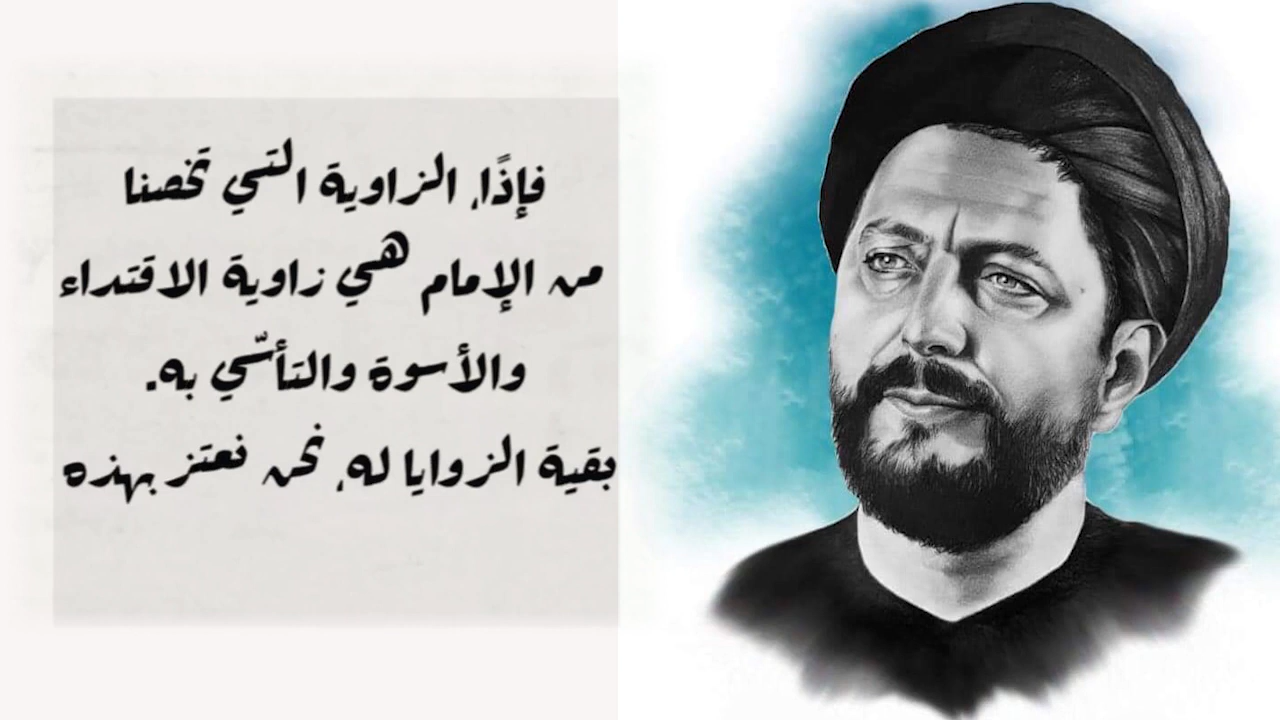 فإذًا، الزاوية التي تخصنا
من الإمام هي زاوية الاقتداء
والأسوة والتأسّي به.
بقية الزوايا له، نحن نعتز بهذه